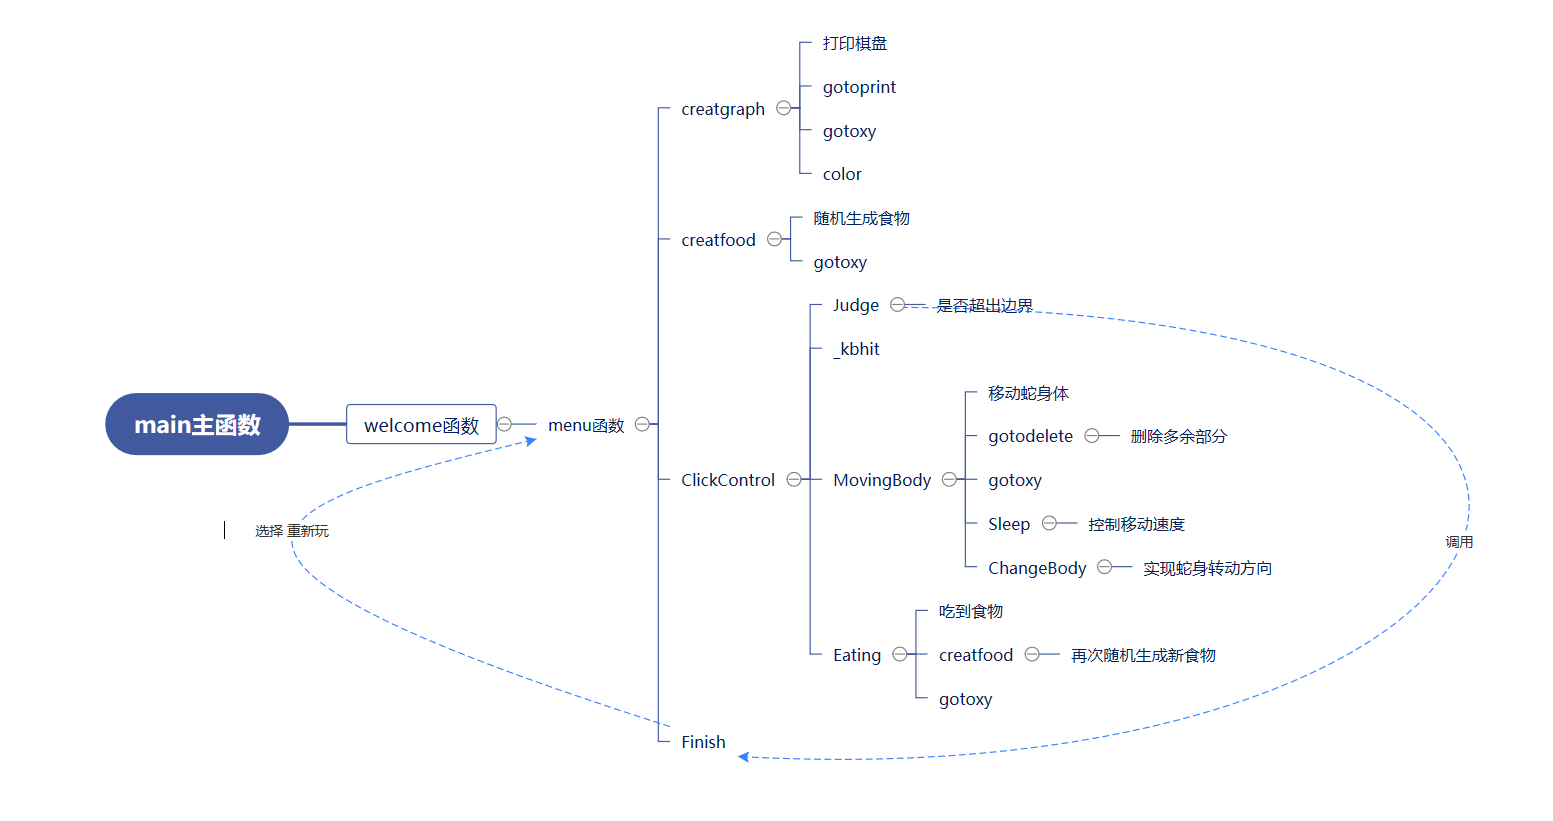 打印棋盘
gotoprint
creatgraph
gotoxy
color
随机生成食物
creatfood
gotoxy
Judge
是否超出边界
_kbhit
移动蛇身体
main主函数
welcome函数
menu函数
gotodelete
删除多余部分
ClickControl
MovingBody
gotoxy
选择 重新玩
Sleep
控制移动速度
调用
ChangeBody
实现蛇身转动方向
吃到食物
Eating
creatfood
再次随机生成新食物
gotoxy
Finish